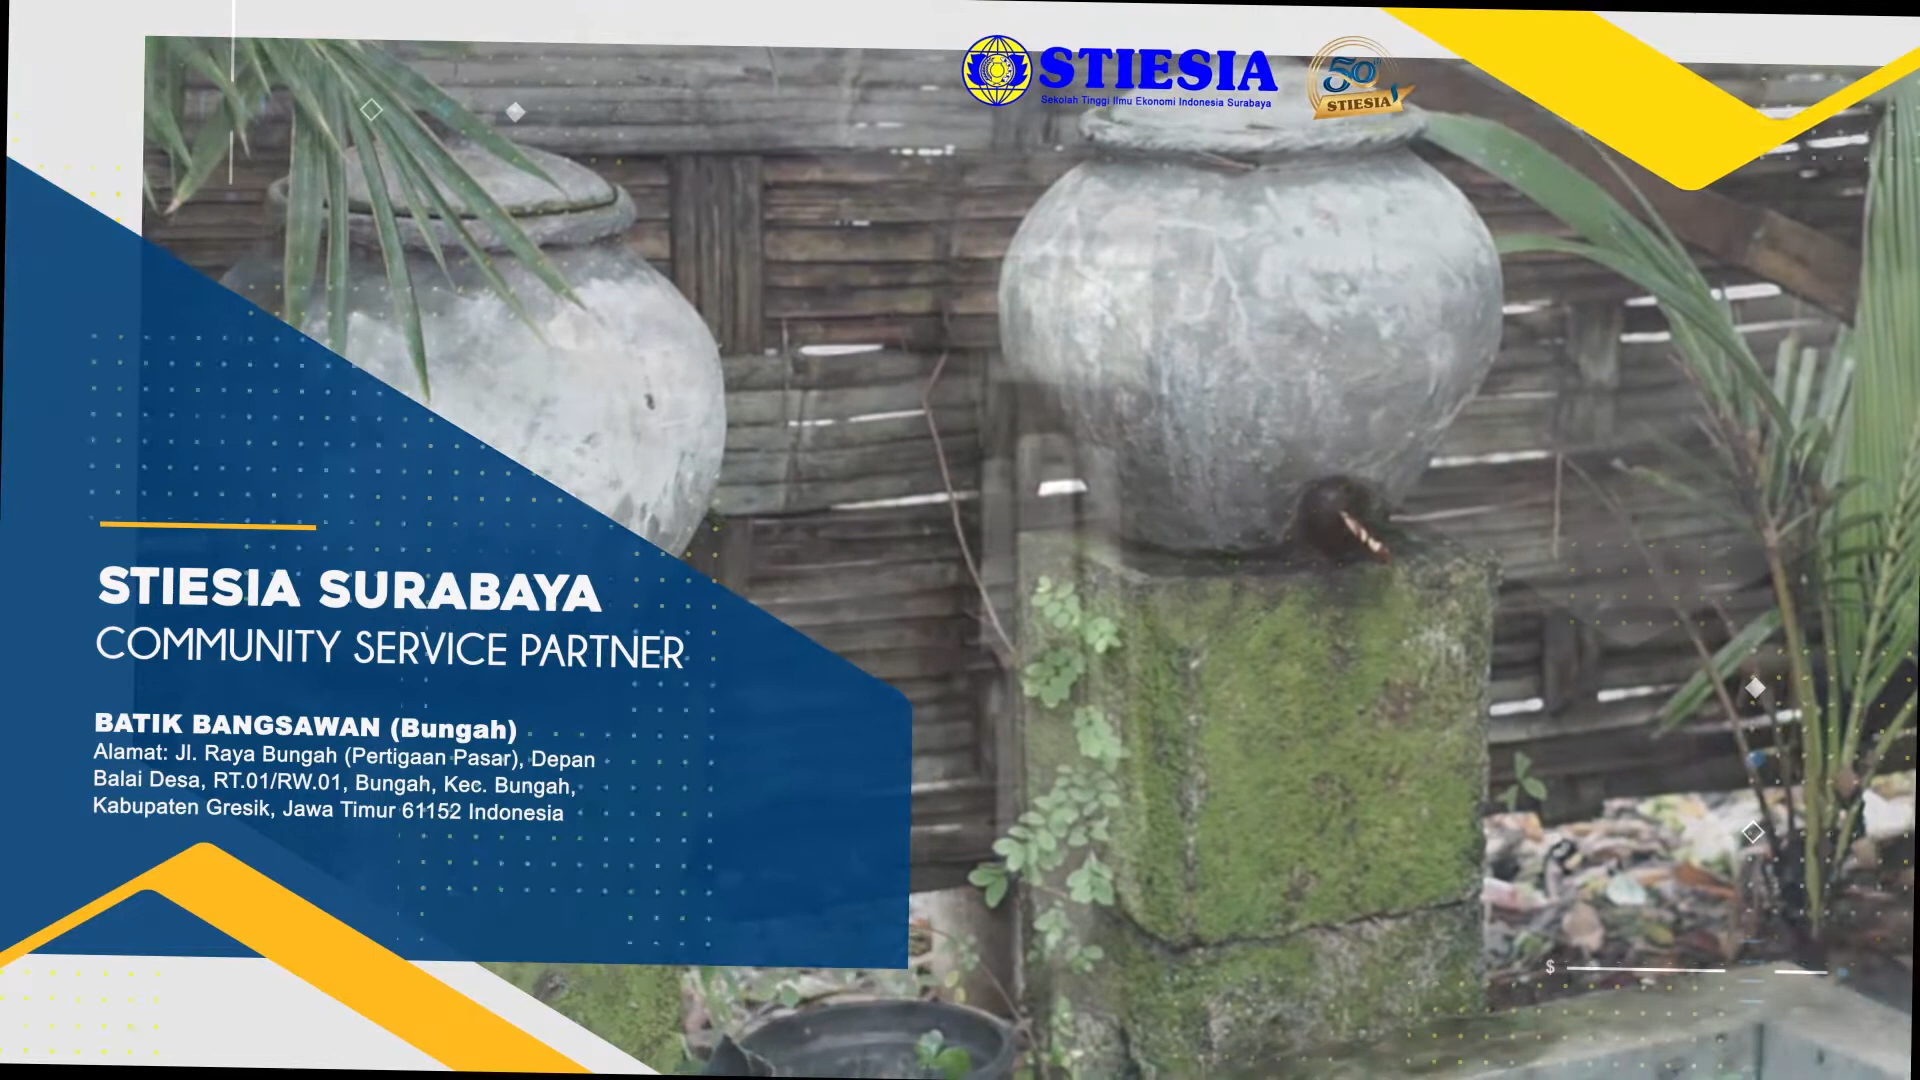 STIESIA
Sekolah Tinggi Ilmu Ekonomi Indonesia Surabaya
50th
STIESIA
STIESIA SURABAYA
COMMUNITY SERVICE PARTNER
BATIK BANGSAWAN (Bungah)
Alamat: Jl. Raya Bungah (Pertigaan Pasar), Depan
Balai Desa, RT.01/RW.01, Bungah, Kec. Bungah,
Kabupaten Gresik, Jawa Timur 61152 Indonesia
$